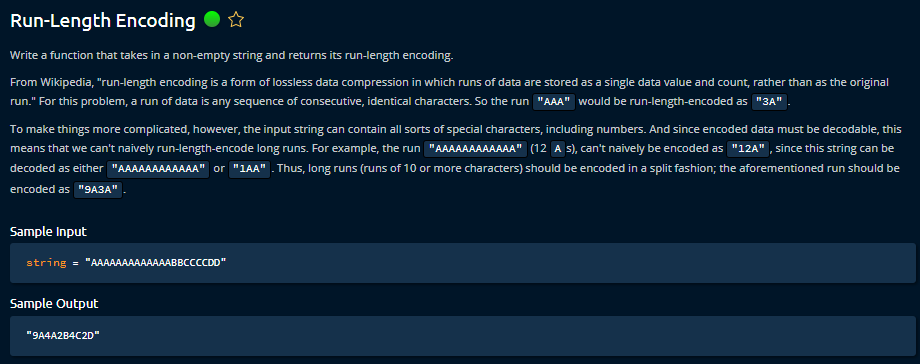 Run-Length Encoding
Write a function that takes in a non-empty string and returns its run-length encoding.
From Wikipedia, "run-length encoding is a form of lossless data compression in which runs of data are stored as a single data value and count, rather than as the original
run." For this problem, a run of data is any sequence of consecutive, identical characters. So the run "AAA" would be run-length-encoded as "3A".
To make things more complicated, however, the input string can contain all sorts of special characters, including numbers. And since encoded data must be decodable, this
means that we can't naively run-length-encode long runs. For example, the run "AAAAAAAAAAAA" (12 A s), can't naively be encoded as "12A", since this string can be
decoded as either "AAAAAAAAAAAA" or "1AA". Thus, long runs (runs of 10 or more characters) should be encoded in a split fashion; the aforementioned run should be
encoded as "9A3A".
Sample Input
string = "AAAAAAAAAAAAABBCCCCDD"
Sample Output
"9A4A2B4C2D"